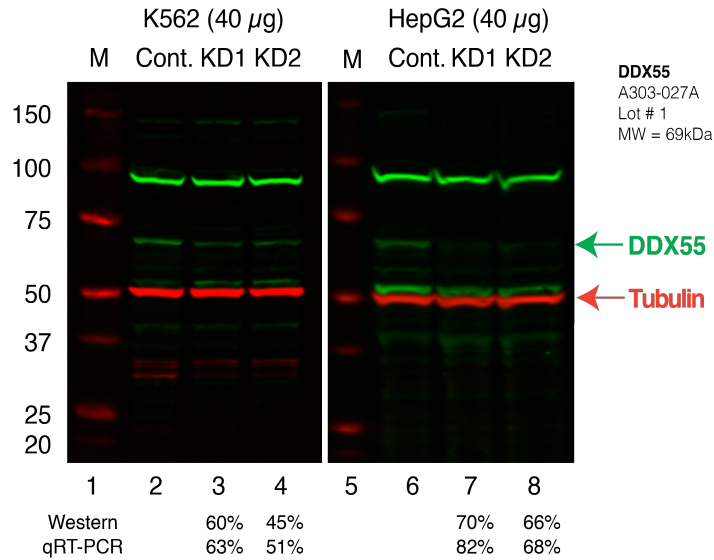 K562 (40 µg)
HepG2 (40 µg)
M Cont. KD1 KD2
M Cont. KD1 KD2
DDX55
A303-027A
Lot # 1
MW = 69kDa
150
100
75
50
37
25
20
DDX55
Tubulin
1 2 3 4 5 6 7 8
Western 60% 45% 70% 66%
qRT-PCR 63% 51% 82% 68%